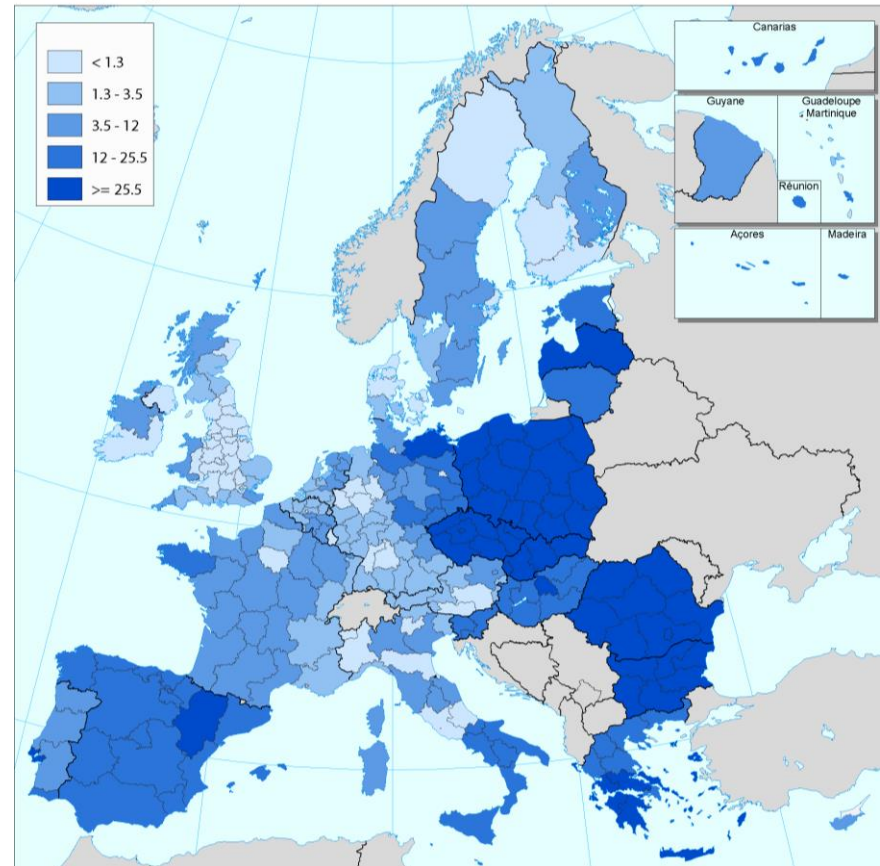 < 1.3
1.3 - 3.5
3.5 - 12
12 - 25.5
>= 25.5
Canarias
Guyane
Guadeloupe
Martinique
Réunion
Açores
Madeira